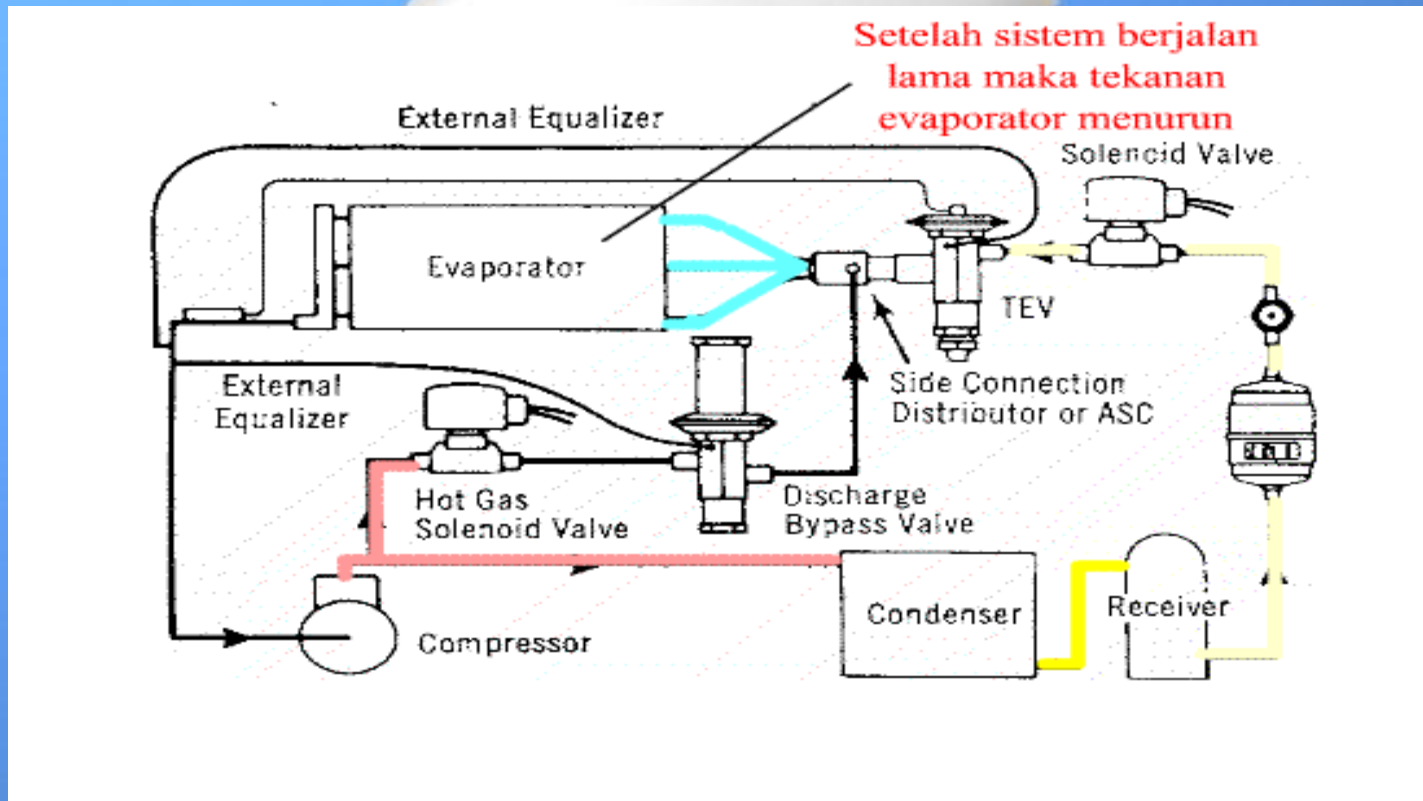 Setelah sistem berjalan
lama maka tekanan
evaporator menurun
External Equalizer
Solenoid Valve
Evaporator
TEV
External
Equalizer
Side Connection
Distributor or ASC
Hot Gas
Solenoid Valve
Discharge
Bypass Valve
Condenser
Receiver
Compressor